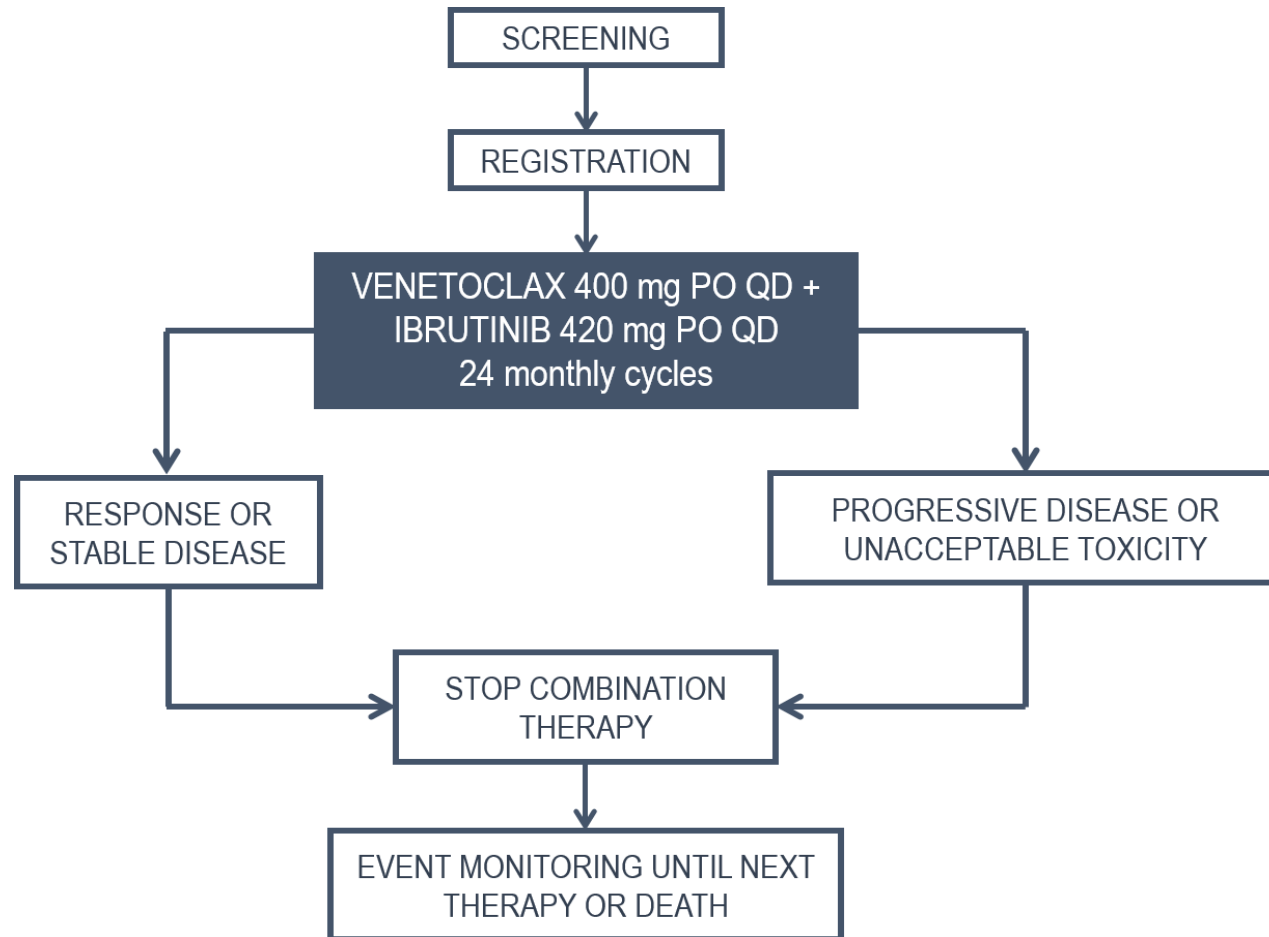 SCREENING
REGISTRATION
VENETOCLAX 400 mg PO QD +
IBRUTINIB 420 mg PO QD
24 monthly cycles
RESPONSE OR
STABLE DISEASE
PROGRESSIVE DISEASE OR
UNACCEPTABLE TOXICITY
STOP COMBINATION
THERAPY
EVENT MONITORING UNTIL NEXT
THERAPY OR DEATH